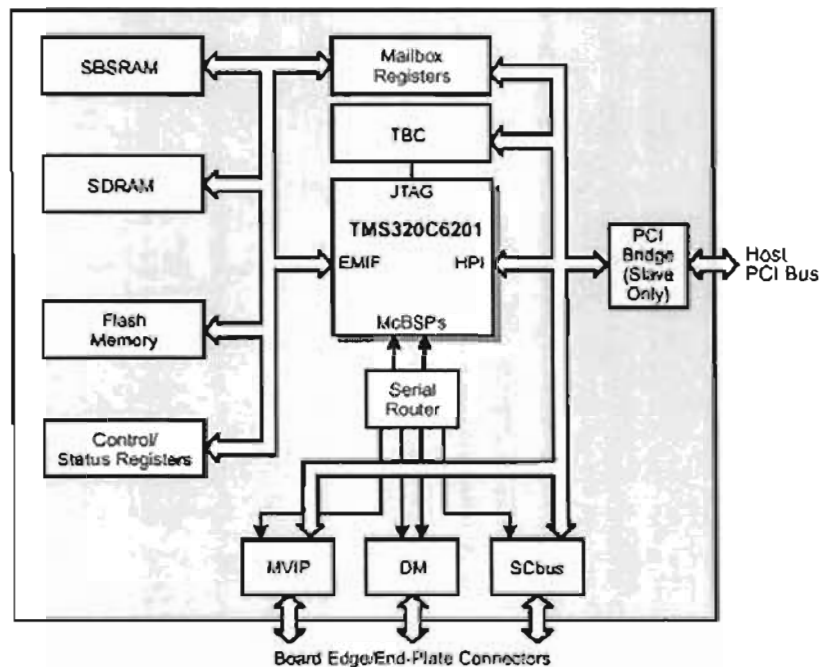 SBSRAM
Mailbox
Registers
TBC
SDRAM
JTAG
TMS320C6201
EMIF
HPI
PCI
Bridge
(Slave
Only)
Host
PCI Bus
Flash
Memory
McBSPs
Serial
Router
Control/
Status Registers
MVIP
DM
SCbus
Board Edge/End-Plate Connectors